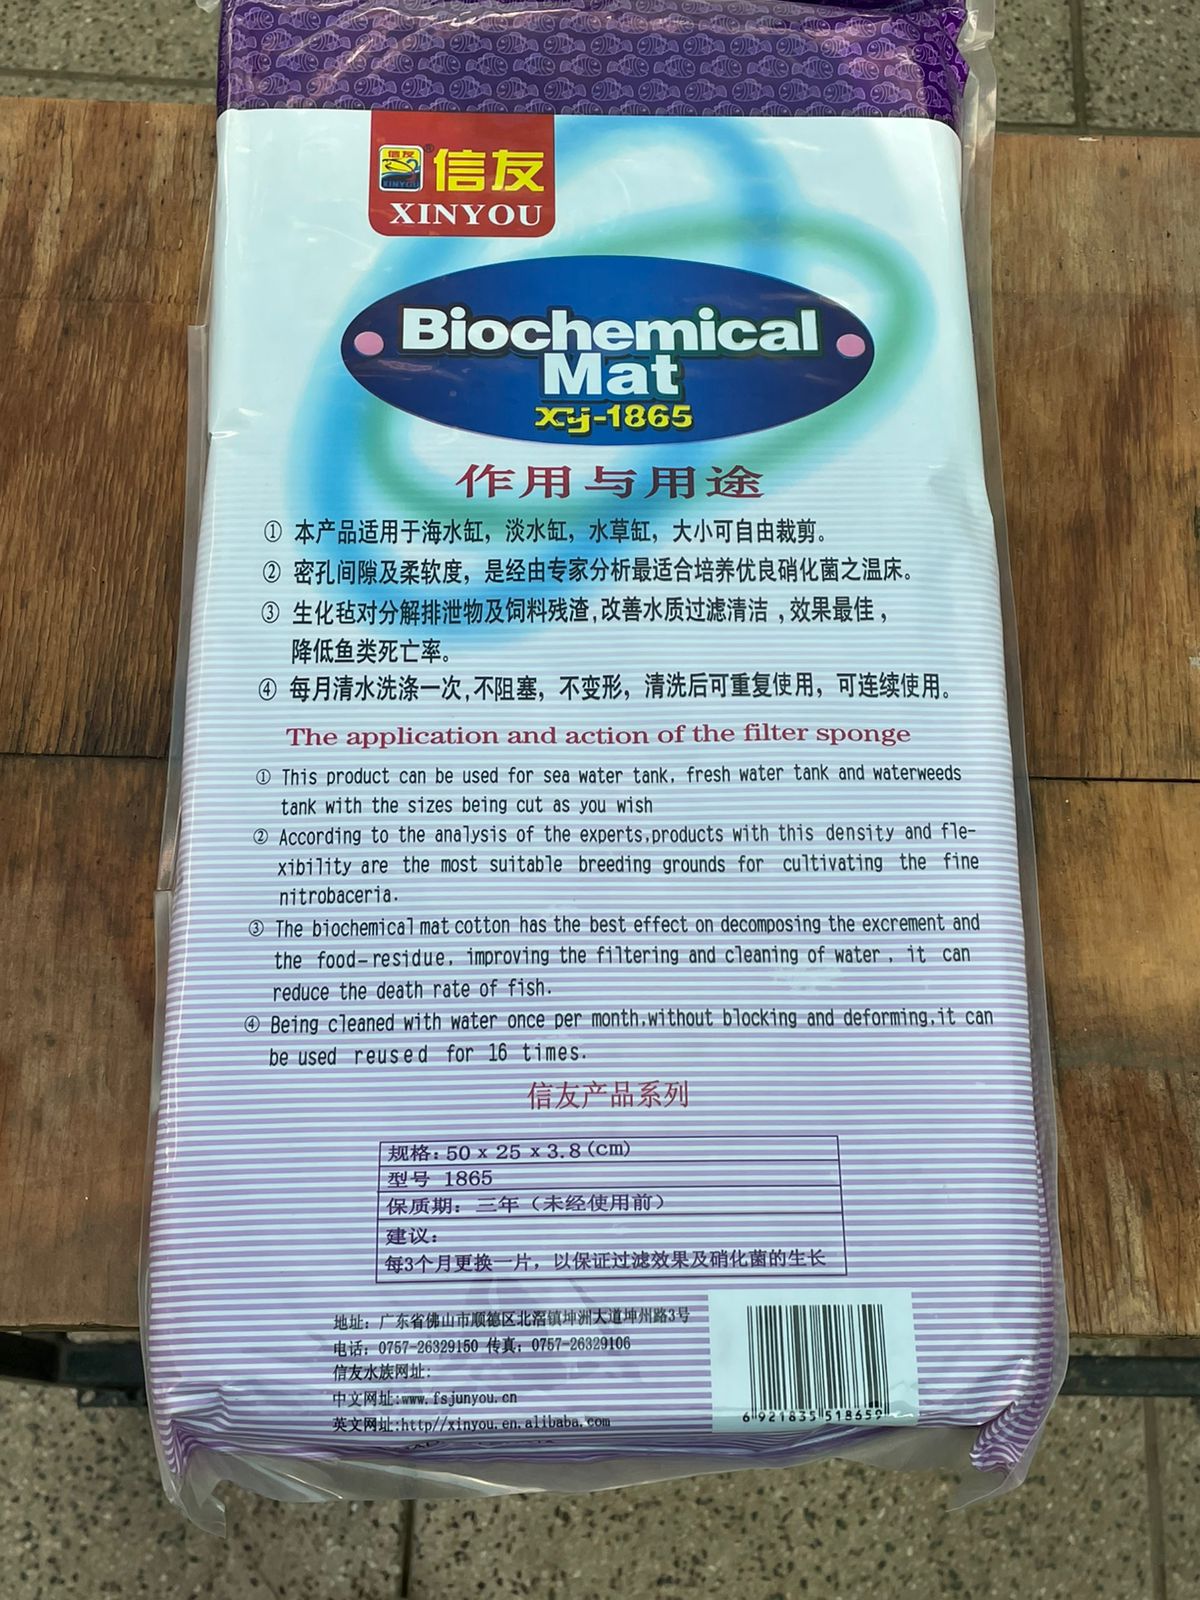 信友
XINYOU
®信友
XINYOU
Biochemical
Mat
xy-1865
作用与用途
① 本产品适用于海水缸，淡水缸，水草缸，大小可自由裁剪。
② 密孔间隙及柔软度，是经由专家分析最适合培养优良硝化菌之温床。
③ 生化毡对分解排泄物及饲料残渣,改善水质过滤清洁，效果最佳，
降低鱼类死亡率。
④ 每月清水洗涤一次,不阻塞，不变形，清洗后可重复使用，可连续使用。
The application and action of the filter sponge
① This product can be used for sea water tank, fresh water tank and waterweeds
tank with the sizes being cut as you wish
② According to the analysis of the experts,products with this density and fle-
xibility are the most suitable breeding grounds for cultivating the fine
nitrobaceria.
③ The biochemical mat cotton has the best effect on decomposing the excrement and
the food-residue, improving the filtering and cleaning of water, it can
reduce the death rate of fish.
④ Being cleaned with water once per month,without blocking and deforming,it can
be used reused for 16 times.
信友产品系列
规格: 50 x 25 x 3.8 (cm)
型号 1865
保质期：三年（未经使用前）
建议：
每3个月更换一片，以保证过滤效果及硝化菌的生长
地址：广东省佛山市顺德区北滘镇坤洲大道坤州路3号
电话：0757-26329150 传真：0757-26329106
信友水族网址:
中文网址:www.fsjunyou.cn
英文网址:http//xinyou.en.alibaba.com
6 921835 518659